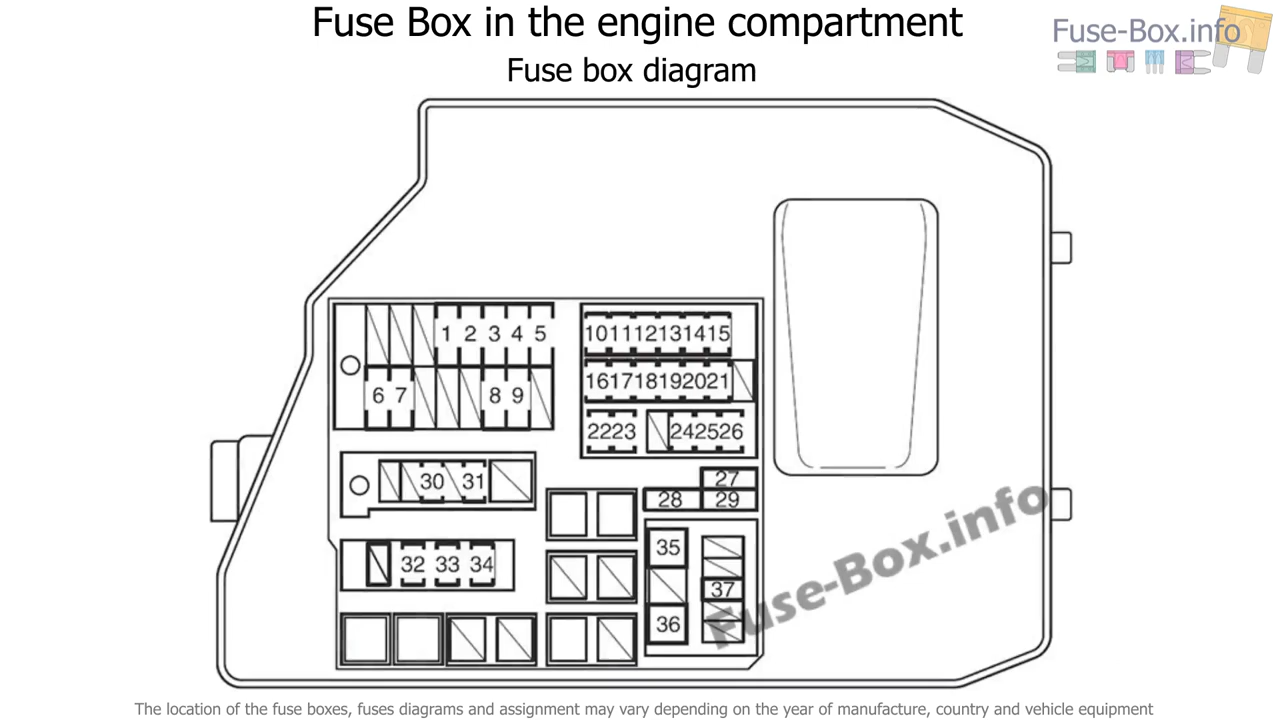 Fuse Box in the engine compartment
Fuse-Box.info
Fuse box diagram
1 2 3 4 5
10 11 12 13 14 15
6 7 8 9
16 17 18 19 20 21
22 23 24 25 26
30 31
27
28 29
35
32 33 34
37
36
Fuse-Box.info
The location of the fuse boxes, fuses diagrams and assignment may vary depending on the year of manufacture, country and vehicle equipment